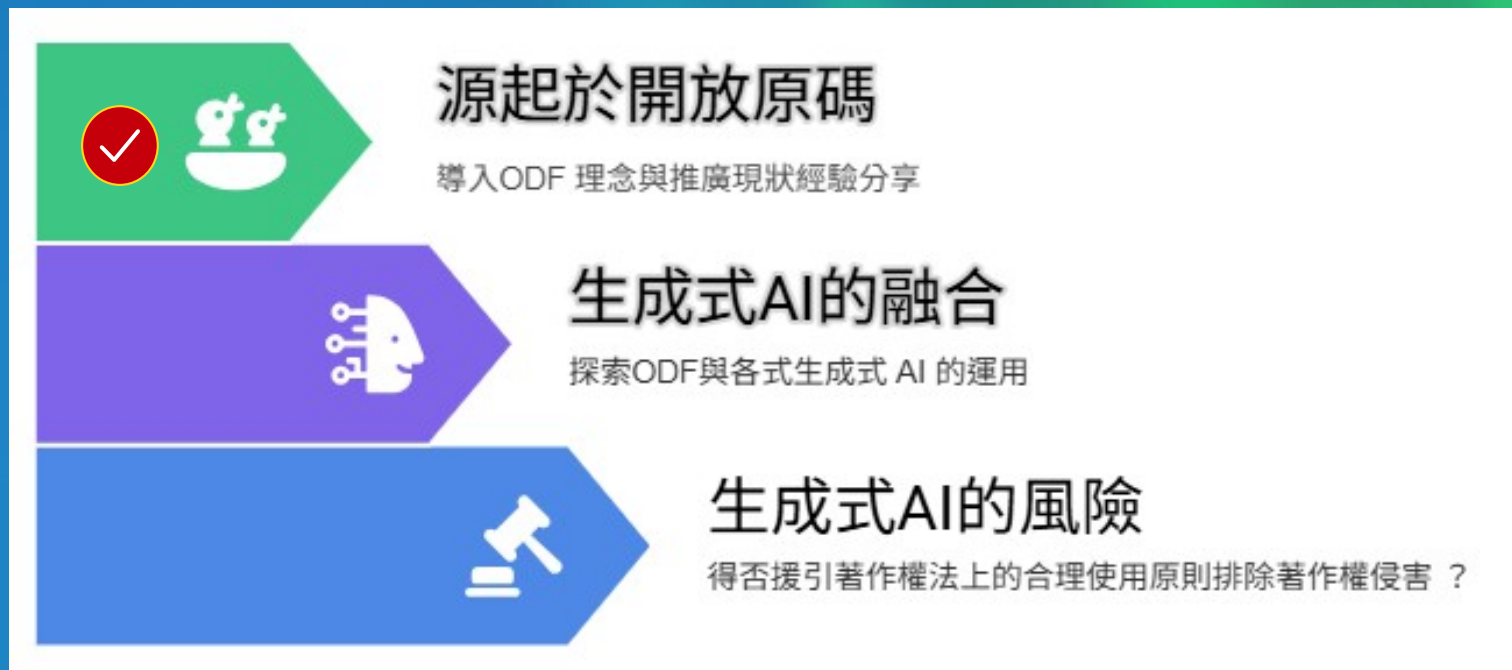 源起於開放原碼
導入ODF 理念與推廣現狀經驗分享
生成式AI的融合
探索ODF與各式生成式 AI 的運用
生成式AI的風險
得否援引著作權法上的合理使用原則排除著作權侵害 ？